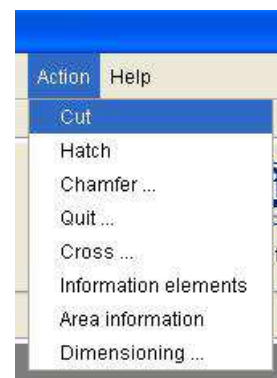 Action Help
Cut
Hatch
Chamfer ...
Quit ...
Cross ...
Information elements
Area information
Dimensioning ...